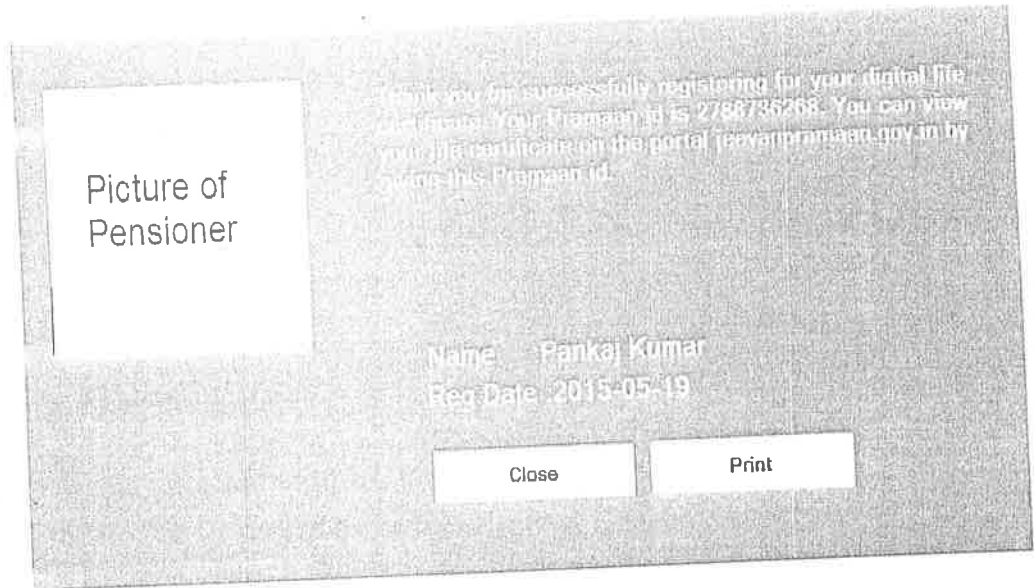 Picture of
Pensioner
Thank you for successfully registering for your digital life
certificate. Your Pramaan id is 2768736268. You can view
your life certificate on the portal jeevanpramaan.gov.in by
giving this Pramaan id.
Name Pankaj Kumar
Reg Date :2015-05-19
Close
Print